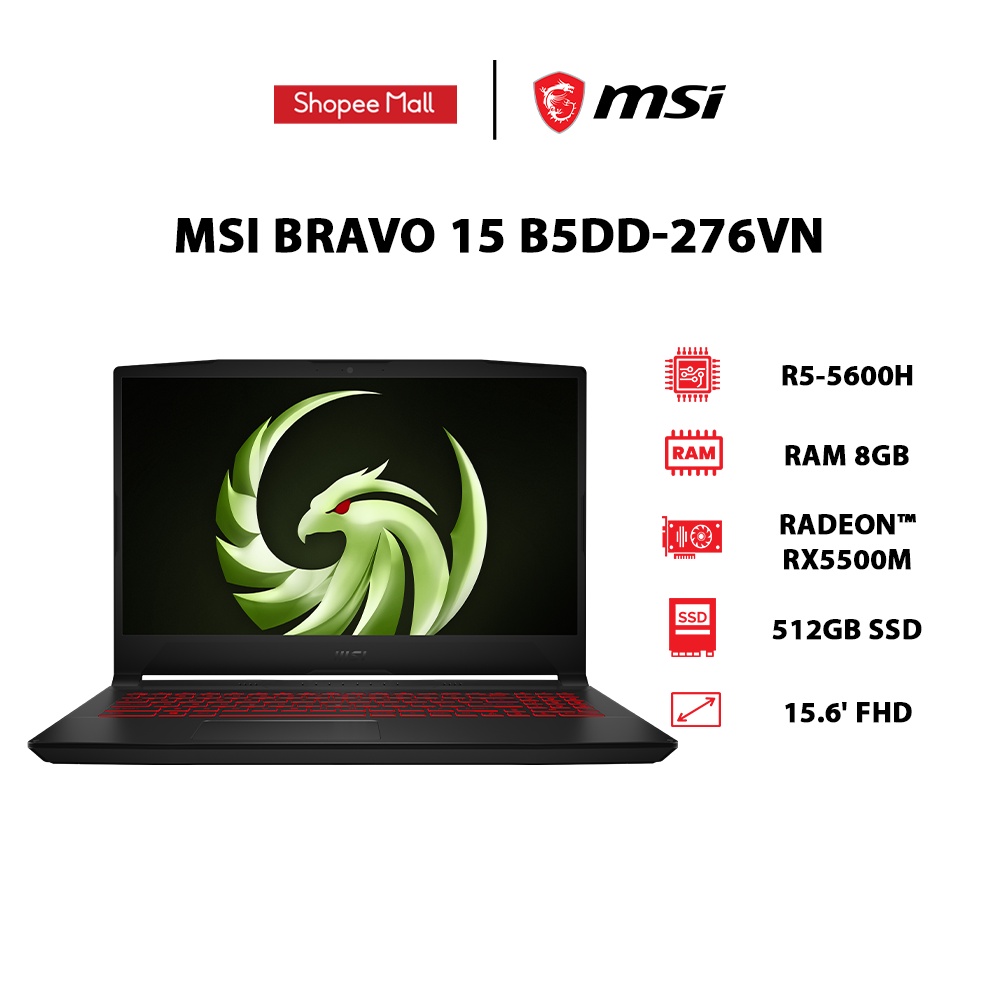 Shopee Mall
msi
MSI BRAVO 15 B5DD-276VN
R5-5600H
RAM
RAM 8GB
RADEON™
RX5500M
SSD
512GB SSD
15.6' FHD
msi